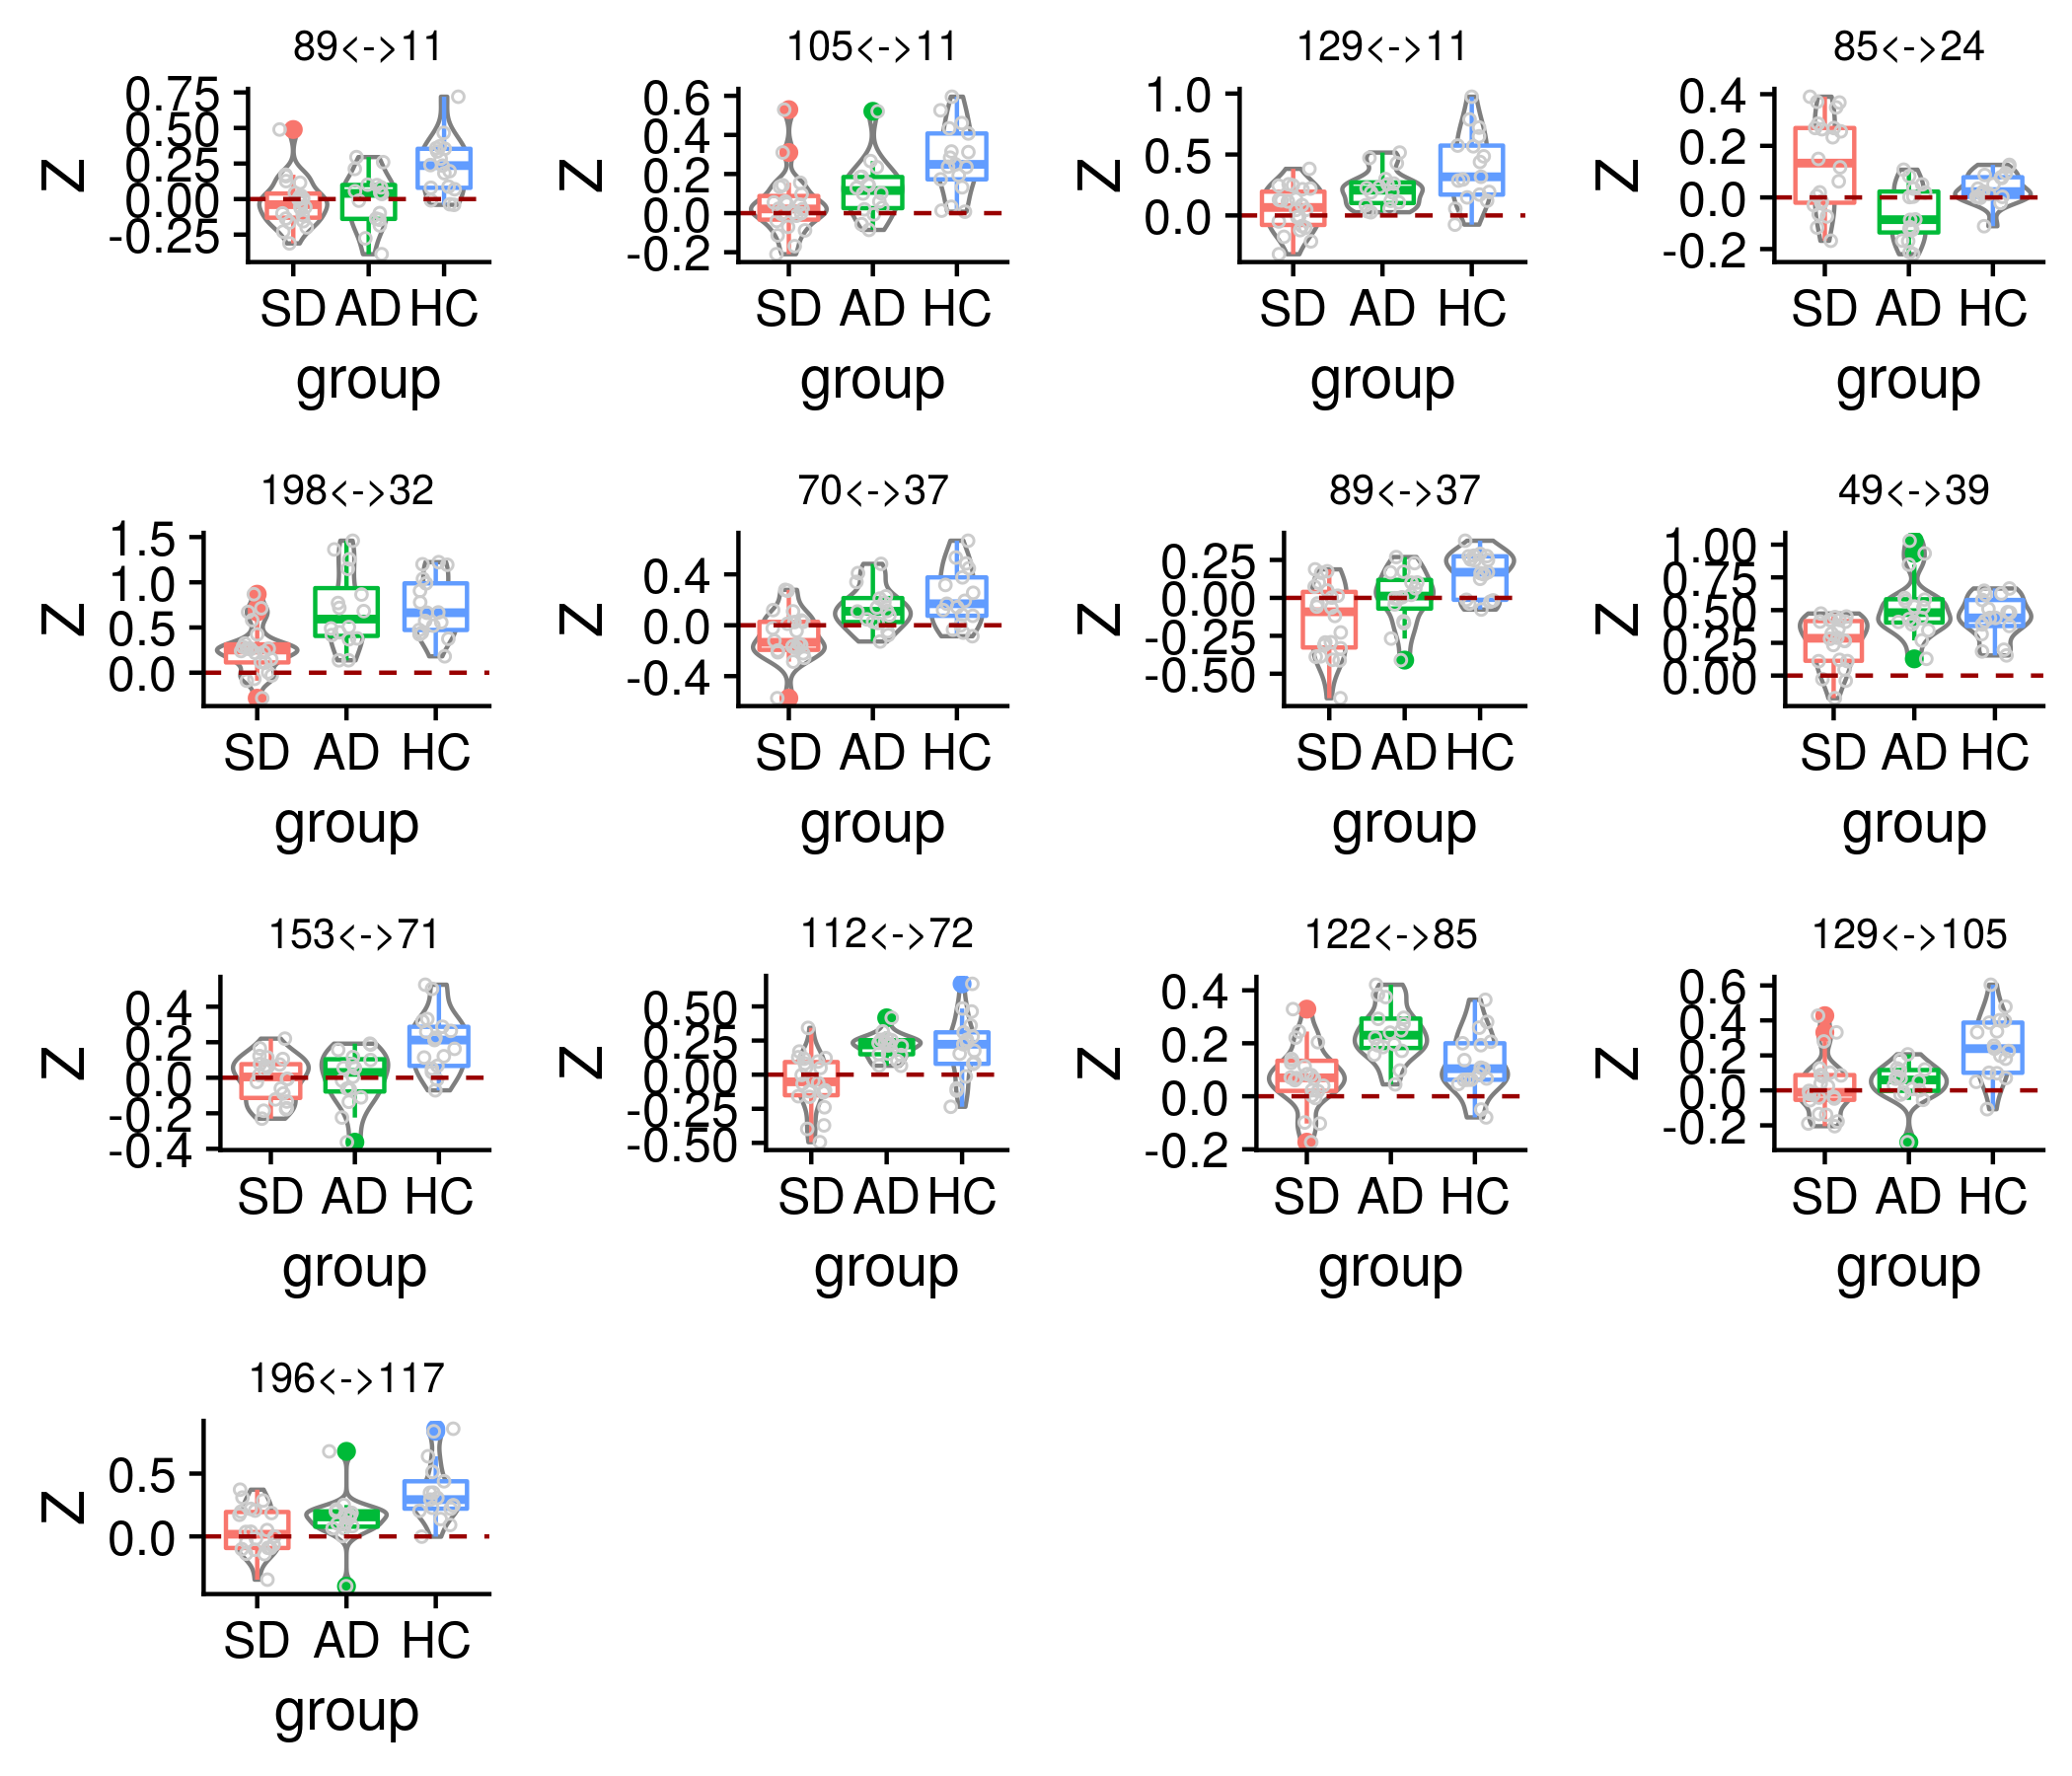 89<->11
105<->11
129<->11
85<->24
Z
0.75
0.50
0.25
0.00
-0.25
SD AD HC
group
Z
0.6
0.4
0.2
0.0
-0.2
SD AD HC
group
Z
1.0
0.5
0.0
SD AD HC
group
Z
0.4
0.2
0.0
-0.2
SD AD HC
group
198<->32
70<->37
89<->37
49<->39
Z
1.5
1.0
0.5
0.0
SD AD HC
group
Z
0.4
0.0
-0.4
SD AD HC
group
Z
0.25
0.00
-0.25
-0.50
SD AD HC
group
Z
1.00
0.75
0.50
0.25
0.00
SD AD HC
group
153<->71
112<->72
122<->85
129<->105
Z
0.4
0.2
0.0
-0.2
-0.4
SD AD HC
group
Z
0.50
0.25
0.00
-0.25
-0.50
SD AD HC
group
Z
0.4
0.2
0.0
-0.2
SD AD HC
group
Z
0.6
0.4
0.2
0.0
-0.2
SD AD HC
group
196<->117
Z
0.5
0.0
SD AD HC
group